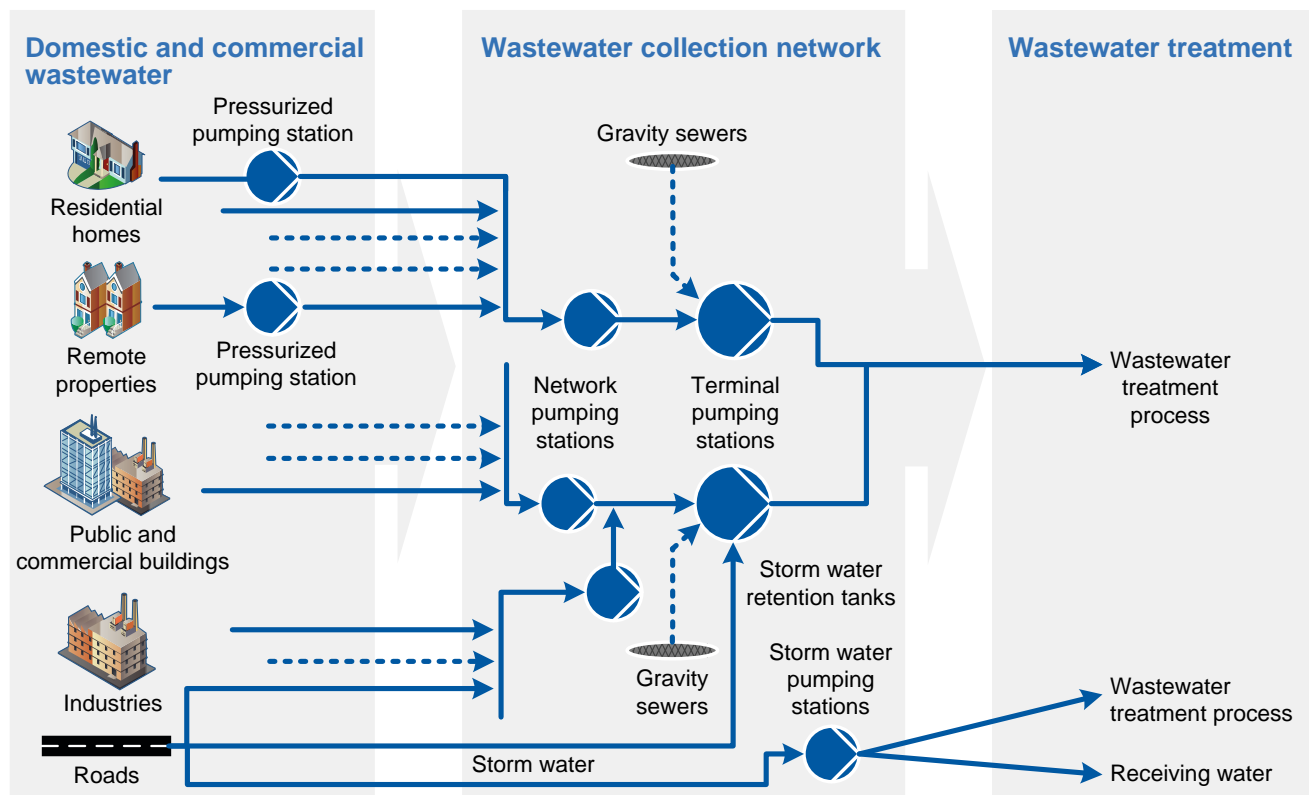 Domestic and commercial
wastewater
Pressurized
pumping station
Residential
homes
Remote
properties
Pressurized
pumping station
Public and
commercial buildings
Industries
Roads
Wastewater collection network
Gravity sewers
Network
pumping
stations
Terminal
pumping
stations
Storm water
retention tanks
Gravity
sewers
Storm water
pumping
stations
Storm water
Wastewater treatment
Wastewater
treatment
process
Wastewater
treatment process
Receiving water